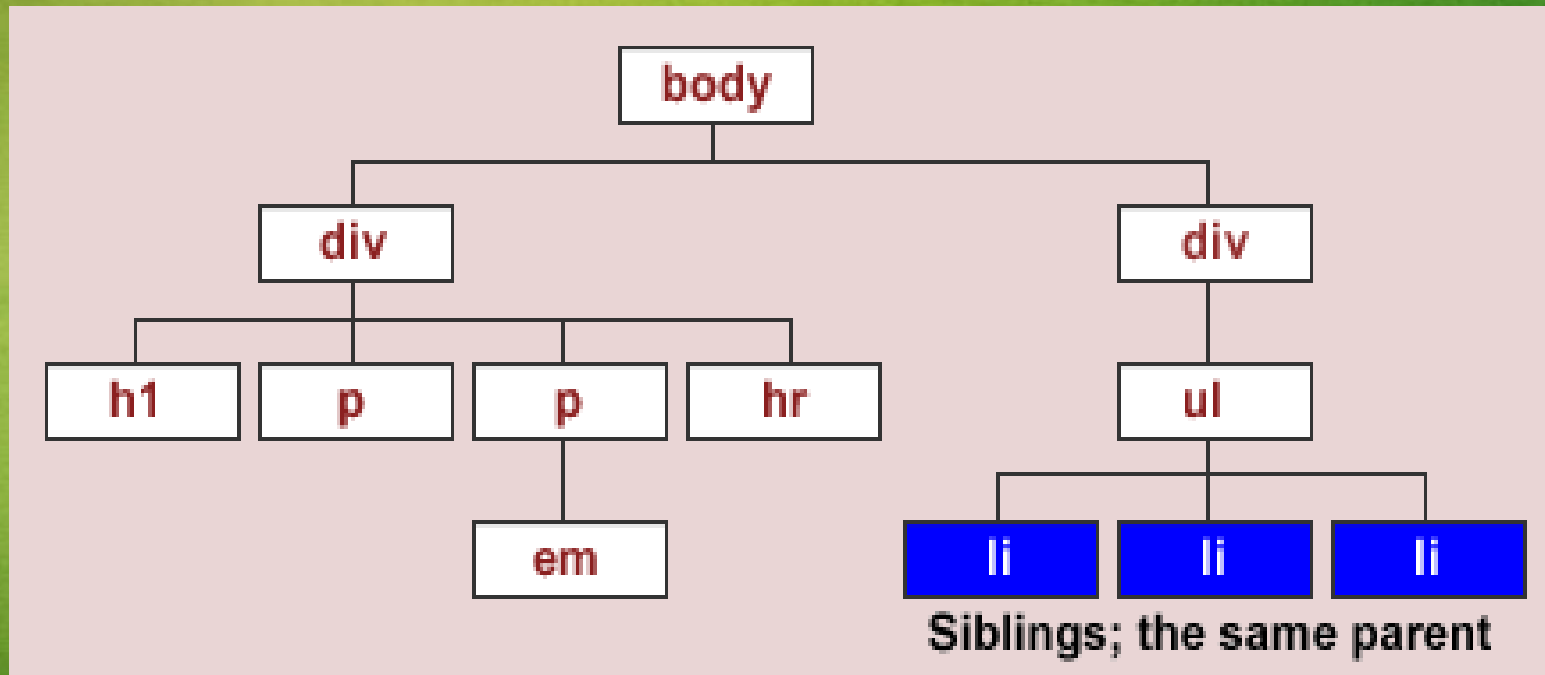 body
div div
h1 p p hr ul
em li li li
Siblings; the same parent